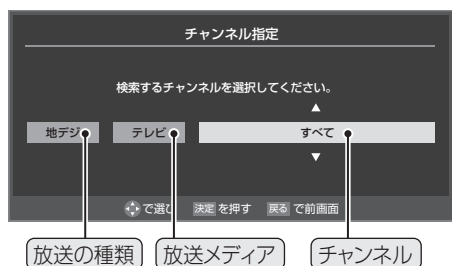 チャンネル指定
検索するチャンネルを選択してください。
▲
地デジ テレビ すべて
▼
で選び 決定 を押す 戻る で前画面
放送の種類 放送メディア チャンネル